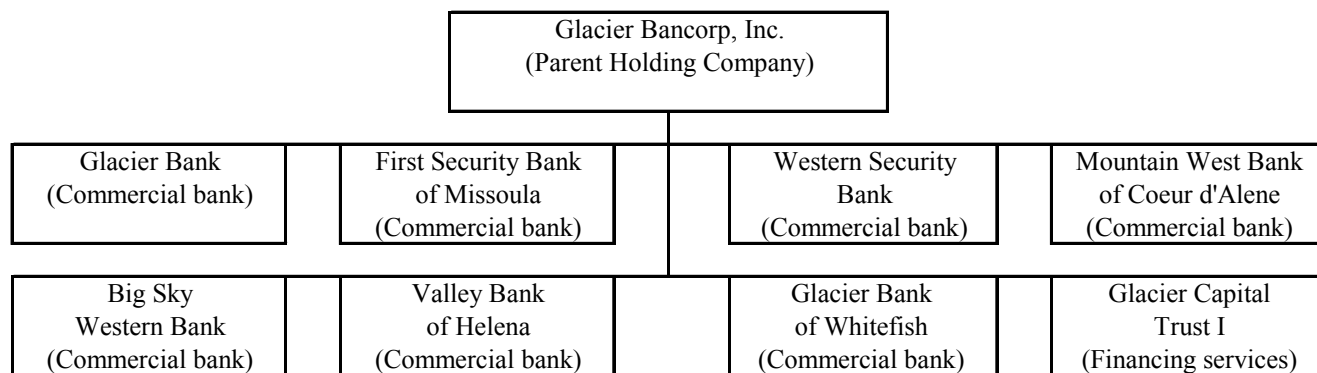 Glacier Bancorp, Inc.
(Parent Holding Company)
Glacier Bank
(Commercial bank)
First Security Bank
of Missoula
(Commercial bank)
Western Security
Bank
(Commercial bank)
Mountain West Bank
of Coeur d'Alene
(Commercial bank)
Big Sky
Western Bank
(Commercial bank)
Valley Bank
of Helena
(Commercial bank)
Glacier Bank
of Whitefish
(Commercial bank)
Glacier Capital
Trust I
(Financing services)